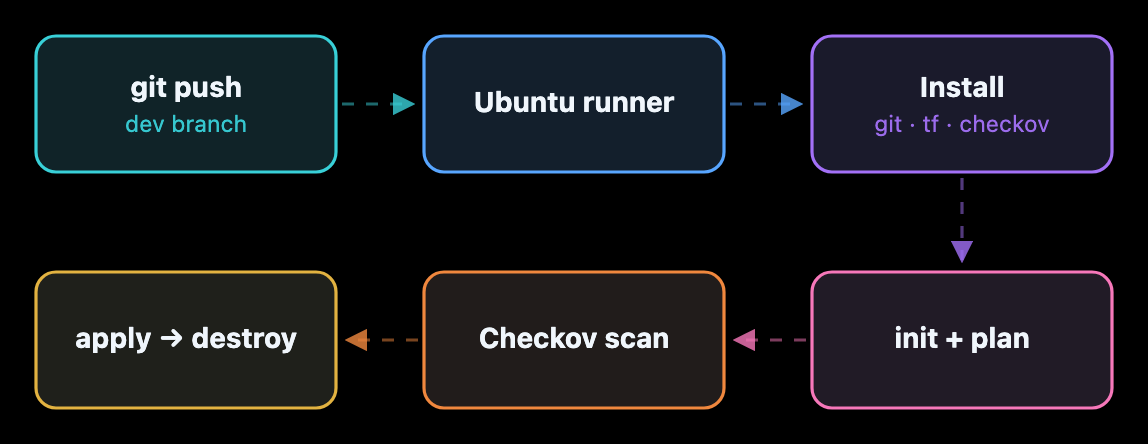 git push
dev branch
Ubuntu runner
Install
git · tf · checkov
init + plan
Checkov scan
apply → destroy